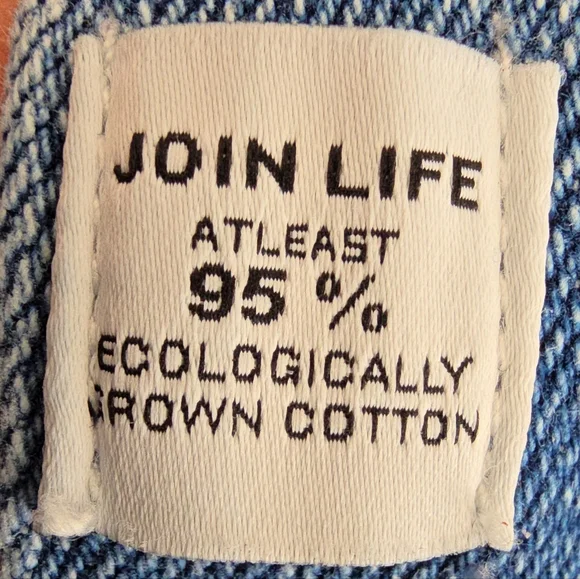 JOIN LIFE
ATLEAST
95 %
ECOLOGICALLY
GROWN COTTON